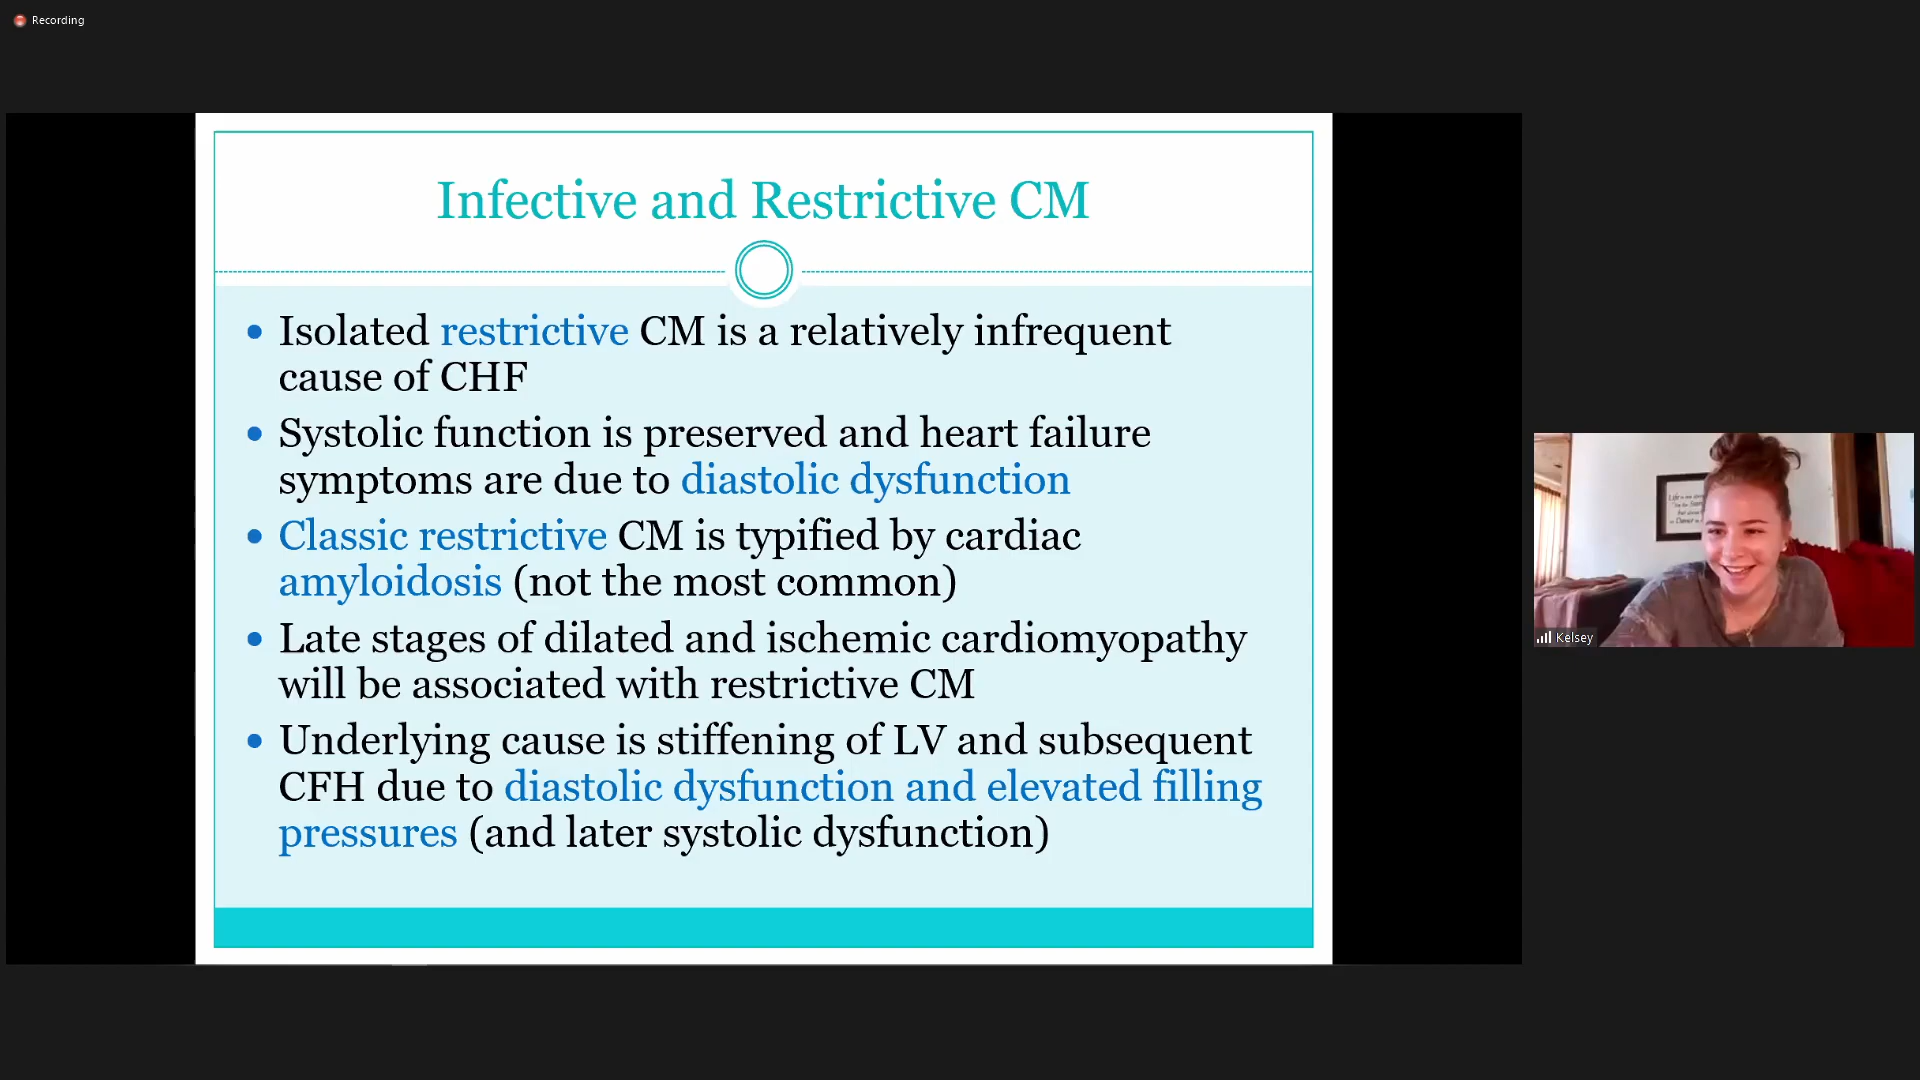 Recording
Infective and Restrictive CM
• Isolated restrictive CM is a relatively infrequent
cause of CHF
• Systolic function is preserved and heart failure
symptoms are due to diastolic dysfunction
• Classic restrictive CM is typified by cardiac
amyloidosis (not the most common)
• Late stages of dilated and ischemic cardiomyopathy
will be associated with restrictive CM
• Underlying cause is stiffening of LV and subsequent
CFH due to diastolic dysfunction and elevated filling
pressures (and later systolic dysfunction)
Life is
Kelsey